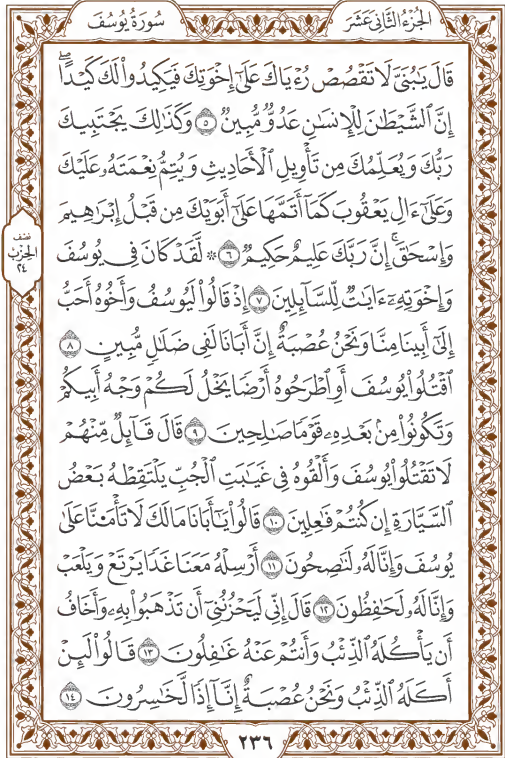 الجُزْءُ الثَّانِي عَشَرَ
سُورَةُ يُوسُفَ
قَالَ يَٰبُنَيَّ لَا تَقۡصُصۡ رُءۡيَاكَ عَلَىٰٓ إِخۡوَتِكَ فَيَكِيدُواْ لَكَ كَيۡدًاۖ
إِنَّ ٱلشَّيۡطَٰنَ لِلۡإِنسَٰنِ عَدُوّٞ مُّبِينٞ ٥ وَكَذَٰلِكَ يَجۡتَبِيكَ
رَبُّكَ وَيُعَلِّمُكَ مِن تَأۡوِيلِ ٱلۡأَحَادِيثِ وَيُتِمُّ نِعۡمَتَهُۥ عَلَيۡكَ
وَعَلَىٰٓ ءَالِ يَعۡقُوبَ كَمَآ أَتَمَّهَا عَلَىٰٓ أَبَوَيۡكَ مِن قَبۡلُ إِبۡرَٰهِيمَ
وَإِسۡحَٰقَۚ إِنَّ رَبَّكَ عَلِيمٌ حَكِيمٞ ٦ ۞ لَّقَدۡ كَانَ فِي يُوسُفَ
وَإِخۡوَتِهِۦٓ ءَايَٰتٞ لِّلسَّآئِلِينَ ٧ إِذۡ قَالُواْ لَيُوسُفُ وَأَخُوهُ أَحَبُّ
إِلَىٰٓ أَبِينَا مِنَّا وَنَحۡنُ عُصۡبَةٌ إِنَّ أَبَانَا لَفِي ضَلَٰلٖ مُّبِينٍ ٨
ٱقۡتُلُواْ يُوسُفَ أَوِ ٱطۡرَحُوهُ أَرۡضٗا يَخۡلُ لَكُمۡ وَجۡهُ أَبِيكُمۡ
وَتَكُونُواْ مِنۢ بَعۡدِهِۦ قَوۡمٗا صَٰلِحِينَ ٩ قَالَ قَآئِلٞ مِّنۡهُمۡ
لَا تَقۡتُلُواْ يُوسُفَ وَأَلۡقُوهُ فِي غَيَٰبَتِ ٱلۡجُبِّ يَلۡتَقِطۡهُ بَعۡضُ
ٱلسَّيَّارَةِ إِن كُنتُمۡ فَٰعِلِينَ ١٠ قَالُواْ يَٰٓأَبَانَا مَالَكَ لَا تَأۡمَ۬نَّا عَلَىٰ
يُوسُفَ وَإِنَّا لَهُۥ لَنَٰصِحُونَ ١١ أَرۡسِلۡهُ مَعَنَا غَدٗا يَرۡتَعۡ وَيَلۡعَبۡ
وَإِنَّا لَهُۥ لَحَٰفِظُونَ ١٢ قَالَ إِنِّي لَيَحۡزُنُنِيٓ أَن تَذۡهَبُواْ بِهِۦ وَأَخَافُ
أَن يَأۡكُلَهُ ٱلذِّئۡبُ وَأَنتُمۡ عَنۡهُ غَٰفِلُونَ ١٣ قَالُواْ لَئِنۡ
أَكَلَهُ ٱلذِّئۡبُ وَنَحۡنُ عُصۡبَةٌ إِنَّآ إِذٗا لَّخَٰسِرُونَ ١٤
نصف
الحزب
٢٤
٢٣٦